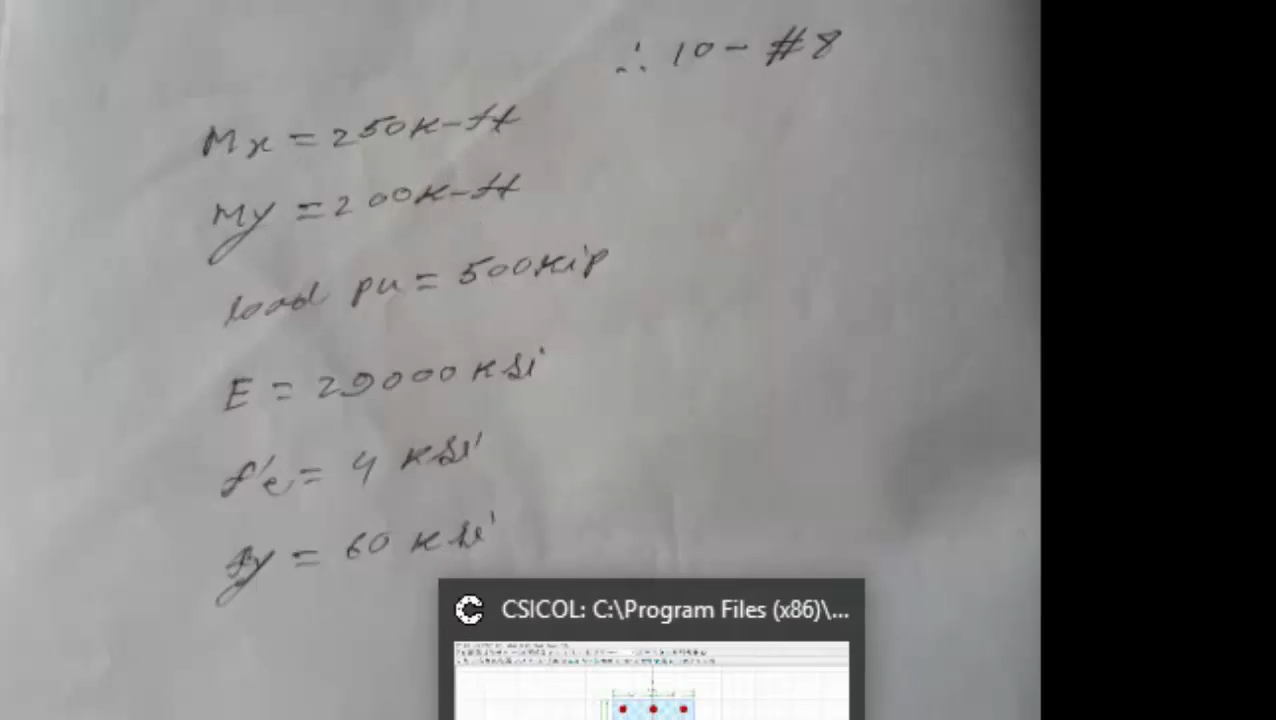 ∴ 10- #8
Mx = 250K-ft
My = 200K-ft
load pu = 500Kip
E = 29000 Ksi
f'c = 4 Ksi
fy = 60 Ksi
CSICOL: C:\Program Files (x86)\...